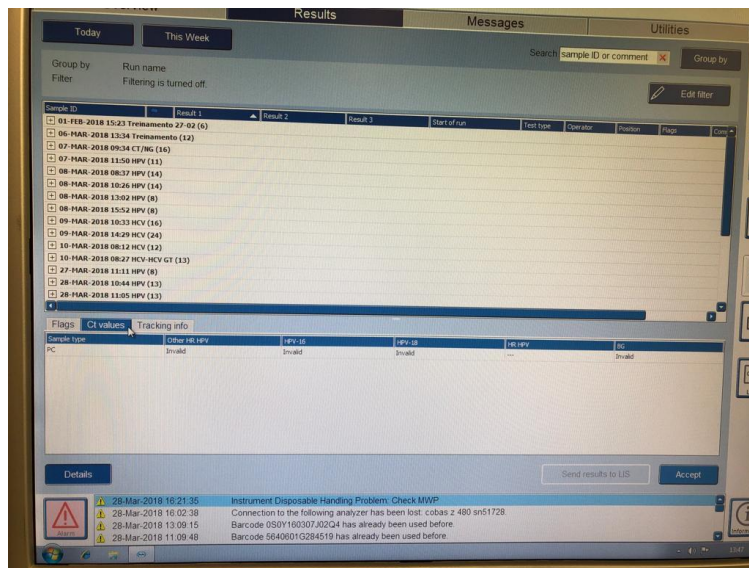 Results
Messages
Utilities
Today
This Week
Search
sample ID or comment
Group by
Group by
Run name
Filter
Filtering is turned off.
Edit filter
Sample ID Result 1 Result 2 Result 3 Start of run Test type Operator Position Flags Com
01-FEB-2018 15:23 Treinamento 27-02 (6)
06-MAR-2018 13:34 Treinamento (12)
07-MAR-2018 09:34 CT/NG (16)
07-MAR-2018 11:50 HPV (11)
08-MAR-2018 08:37 HPV (14)
08-MAR-2018 10:26 HPV (14)
08-MAR-2018 13:02 HPV (8)
08-MAR-2018 15:52 HPV (8)
09-MAR-2018 10:33 HCV (16)
09-MAR-2018 14:29 HCV (24)
10-MAR-2018 08:12 HCV (12)
10-MAR-2018 08:27 HCV-HCV GT (13)
27-MAR-2018 11:11 HPV (8)
28-MAR-2018 10:44 HPV (13)
28-MAR-2018 11:05 HPV (13)
Flags Ct values Tracking info
Sample type Other HR HPV HPV-16 HPV-18 HR HPV BG
PC Invalid Invalid Invalid --- Invalid
Details
Send results to LIS
Accept
28-Mar-2018 16:21:35 Instrument Disposable Handling Problem: Check MWP
28-Mar-2018 16:02:38 Connection to the following analyzer has been lost: cobas z 480 sn51728.
28-Mar-2018 13:09:15 Barcode 0S0Y160307J02Q4 has already been used before.
28-Mar-2018 11:09:48 Barcode 5640601G284519 has already been used before.
Alarm